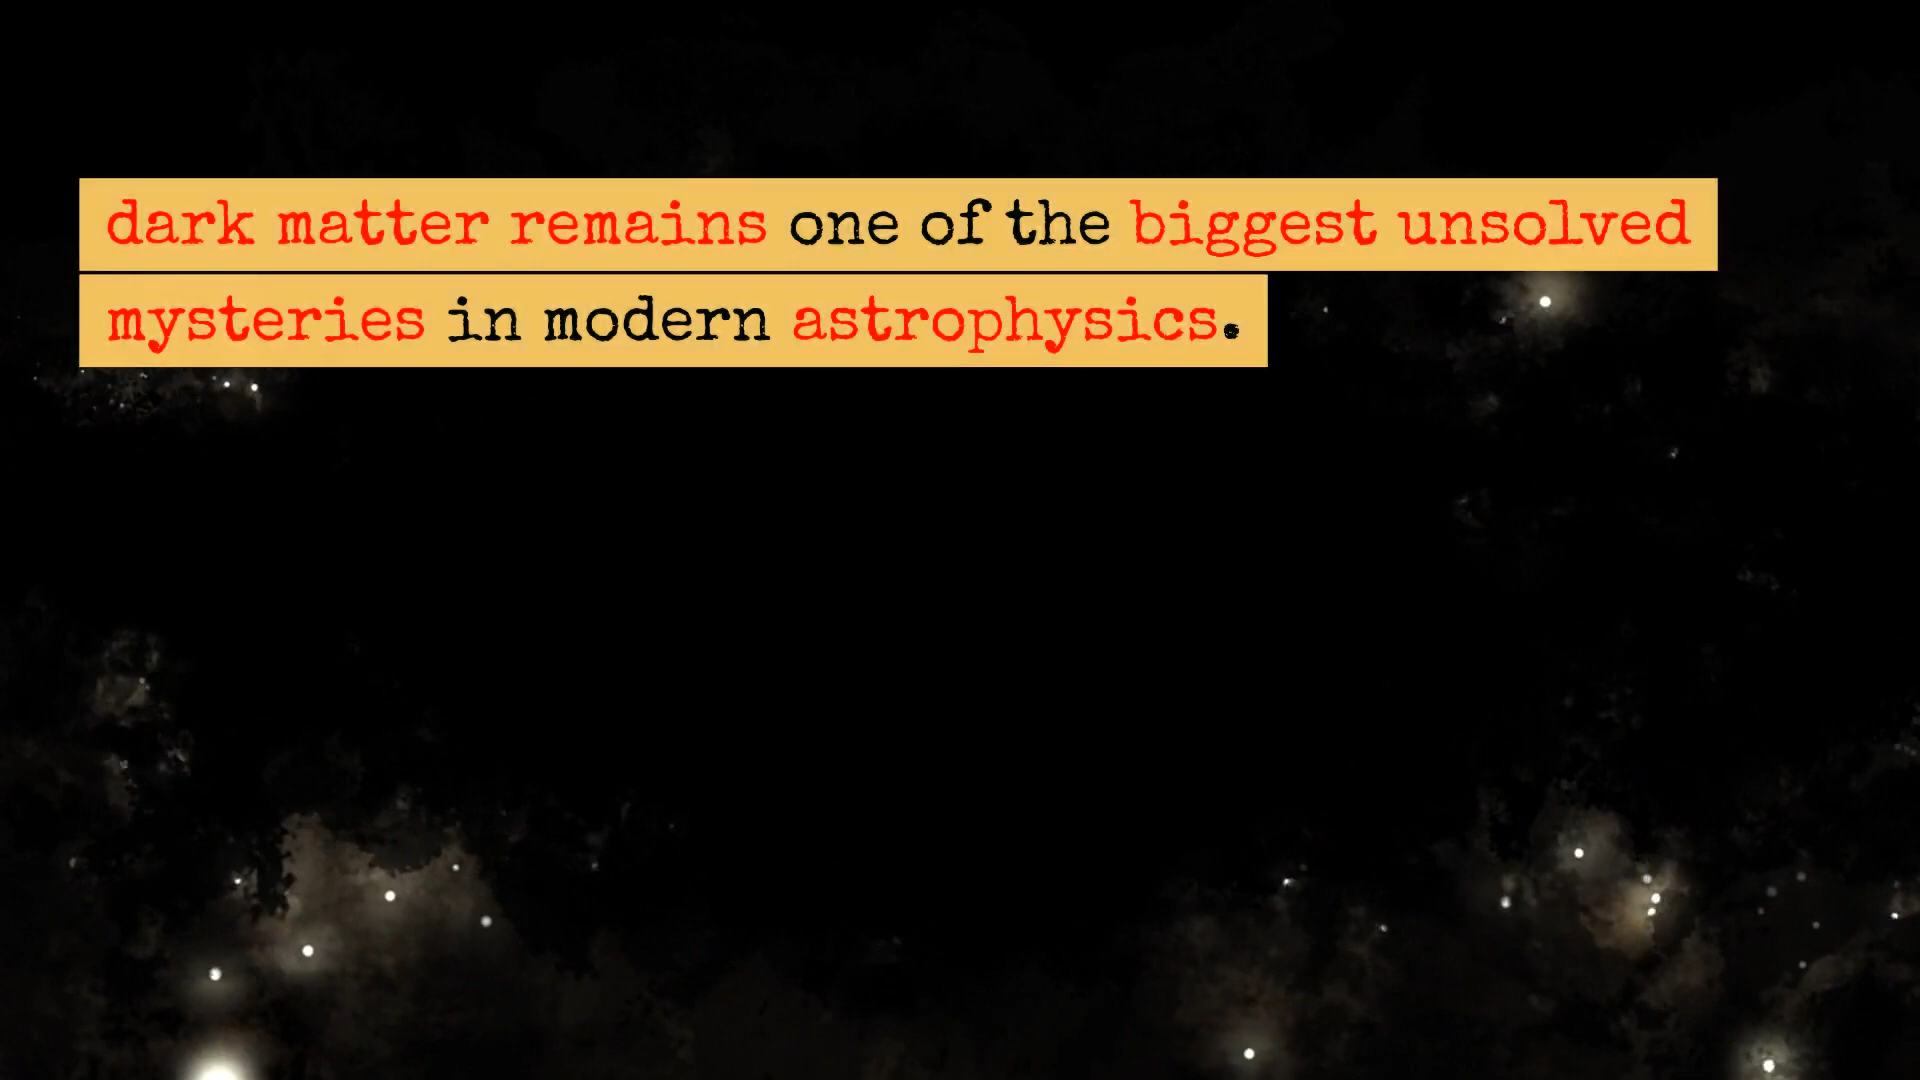 dark matter remains one of the biggest unsolved
mysteries in modern astrophysics.